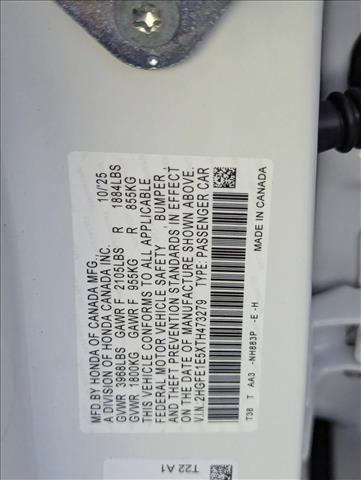 MFD BY HONDA OF CANADA MFG.,
A DIVISION OF HONDA CANADA INC. 10/'25
GVWR 3968LBS GAWR F 2105LBS R 1884LBS
GVWR 1800KG GAWR F 955KG R 855KG
THIS VEHICLE CONFORMS TO ALL APPLICABLE
FEDERAL MOTOR VEHICLE SAFETY, BUMPER,
AND THEFT PREVENTION STANDARDS IN EFFECT
ON THE DATE OF MANUFACTURE SHOWN ABOVE.
V.I.N.:2HGFE1E5XTH473279 TYPE: PASSENGER CAR
T38 T AA3 -NH883P -E -H MADE IN CANADA
T22 A1